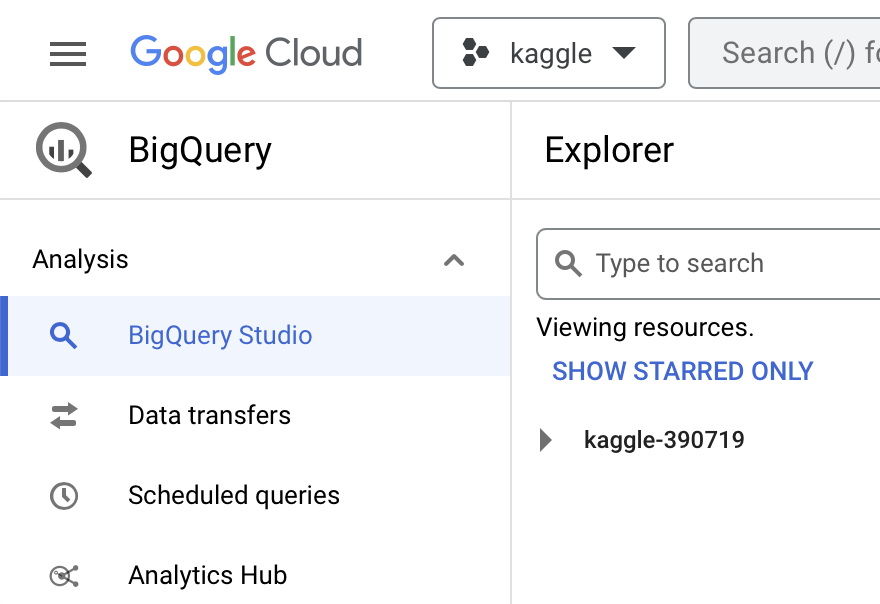 Google Cloud
kaggle
Search (/) fo
BigQuery
Explorer
Analysis
Type to search
BigQuery Studio
Viewing resources.
SHOW STARRED ONLY
Data transfers
kaggle-390719
Scheduled queries
Analytics Hub